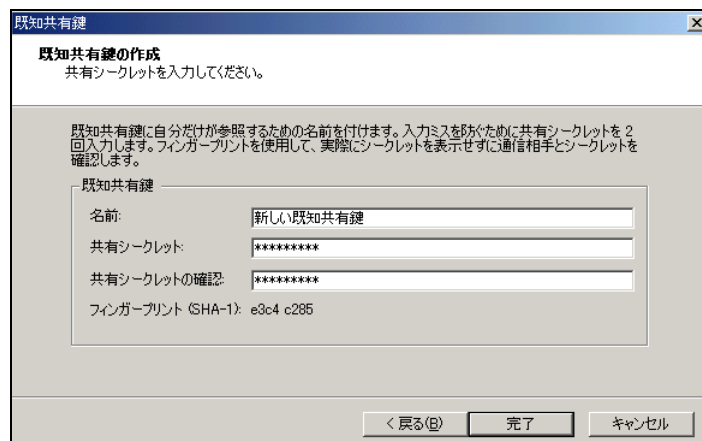 既知共有鍵
既知共有鍵の作成
共有シークレットを入力してください。
既知共有鍵に自分だけが参照するための名前を付けます。入力ミスを防ぐために共有シークレットを 2
回入力します。フィンガープリントを使用して、実際にシークレットを表示せずに通信相手とシークレットを
確認します。
既知共有鍵
名前: 新しい既知共有鍵
共有シークレット: *********
共有シークレットの確認: *********
フィンガープリント (SHA-1): e3c4 c285
< 戻る(B) 完了 キャンセル